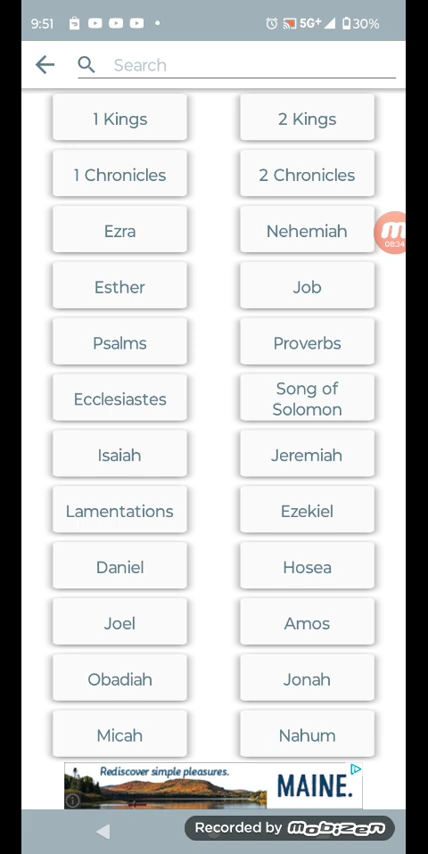 9:51
5G+
30%
Search
1 Kings
2 Kings
1 Chronicles
2 Chronicles
Ezra
Nehemiah
08:34
Esther
Job
Psalms
Proverbs
Ecclesiastes
Song of
Solomon
Isaiah
Jeremiah
Lamentations
Ezekiel
Daniel
Hosea
Joel
Amos
Obadiah
Jonah
Micah
Nahum
Rediscover simple pleasures.
MAINE.
Recorded by mobizen